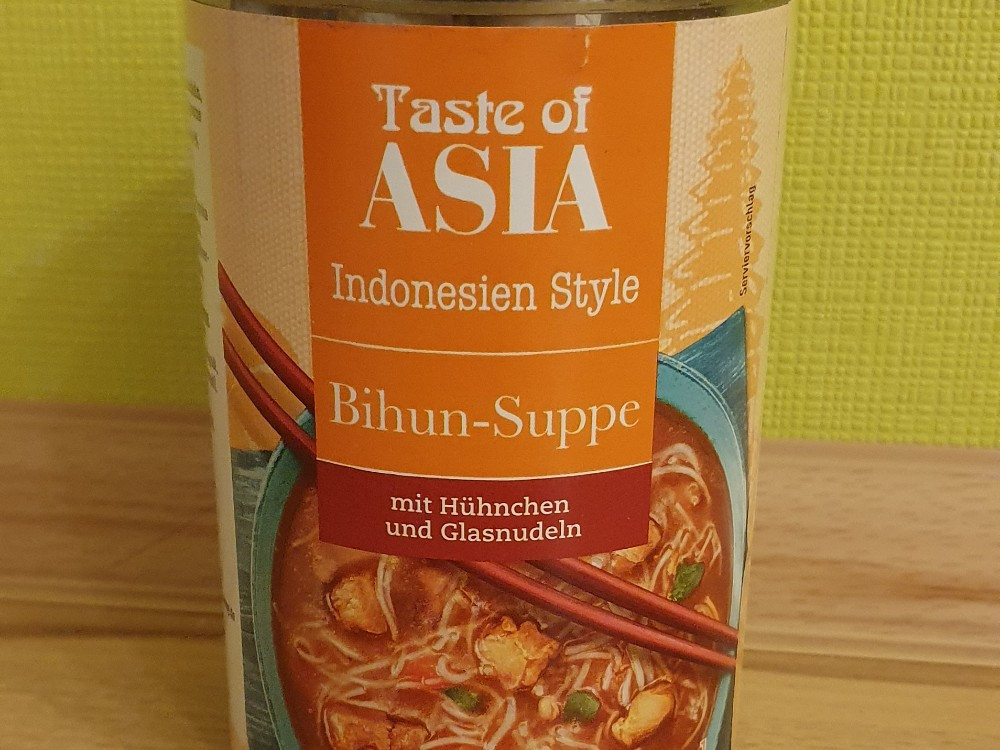 Taste of
ASIA
Indonesien Style
Bihun-Suppe
mit Hühnchen
und Glasnudeln
Serviervorschlag